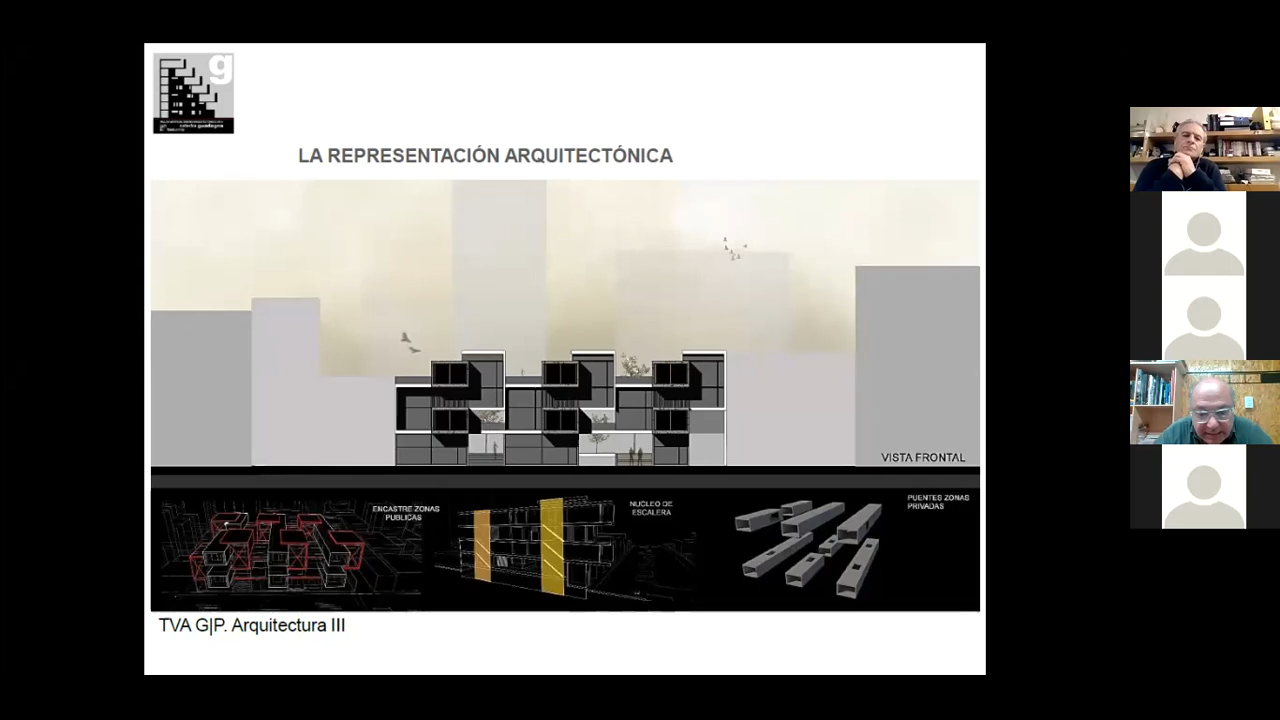 g
LA REPRESENTACIÓN ARQUITECTÓNICA
VISTA FRONTAL
ENCASTRE ZONAS
PUBLICAS
NUCLEO DE
ESCALERA
PUENTES ZONAS
PRIVADAS
TVA G|P. Arquitectura III